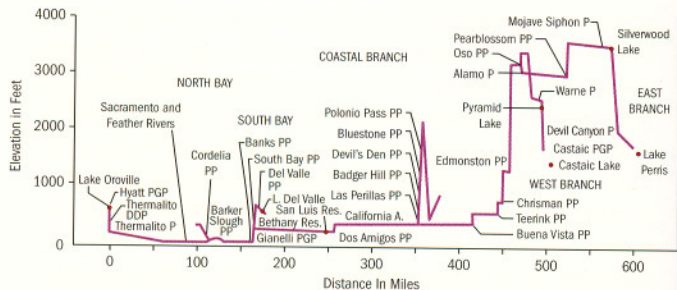 4000
3000
2000
1000
0
Elevation in Feet
0
100
200
300
400
500
600
Distance In Miles
NORTH BAY
SOUTH BAY
COASTAL BRANCH
EAST
BRANCH
WEST BRANCH
Lake Oroville
Hyatt PGP
Thermalito
DDP
Thermalito P
Sacramento and
Feather Rivers
Cordelia
PP
Barker
Slough
PP
Banks PP
South Bay
PP
Del Valle
PP
L. Del Valle
San Luis Res.
Bethany Res.
Gianelli PGP
Dos Amigos PP
Polonio Pass PP
Bluestone PP
Devil's Den PP
Badger Hill PP
Las Perillas PP
California A.
Buena Vista PP
Teerink PP
Chrisman PP
Edmonston PP
Pyramid
Lake
Alamo P
Oso PP
Pearblossom PP
Mojave Siphon P
Silverwood
Lake
Warne P
Devil Canyon P
Castaic PGP
Castaic Lake
Lake
Perris